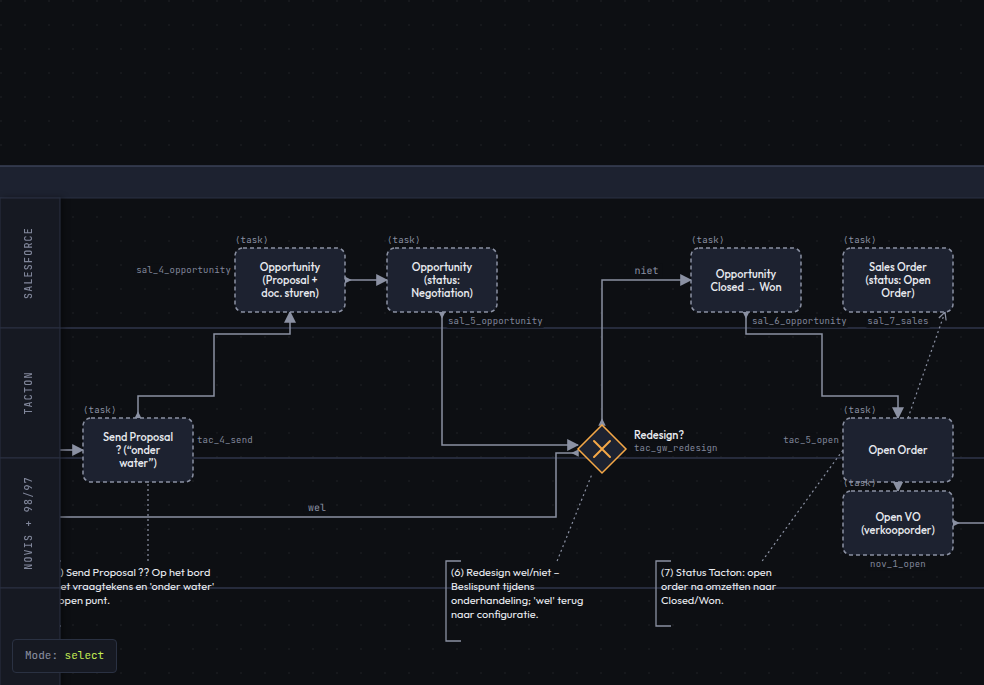 SALESFORCE
(task)
sal_4_opportunity
Opportunity
(Proposal +
doc. sturen)
(task)
Opportunity
(status:
Negotiation)
sal_5_opportunity
niet
(task)
Opportunity
Closed → Won
sal_6_opportunity
(task)
Sales Order
(status: Open
Order)
sal_7_sales
TACTON
(task)
Send Proposal
? ("onder
water")
tac_4_send
Redesign?
tac_gw_redesign
(task)
tac_5_open
Open Order
NOVIS + 98/97
wel
(task)
Open VO
(verkooporder)
nov_1_open
) Send Proposal ?? Op het bord
et vraagtekens en 'onder water'
open punt.
(6) Redesign wel/niet –
Beslispunt tijdens
onderhandeling; 'wel' terug
naar configuratie.
(7) Status Tacton: open
order na omzetten naar
Closed/Won.
Mode: select